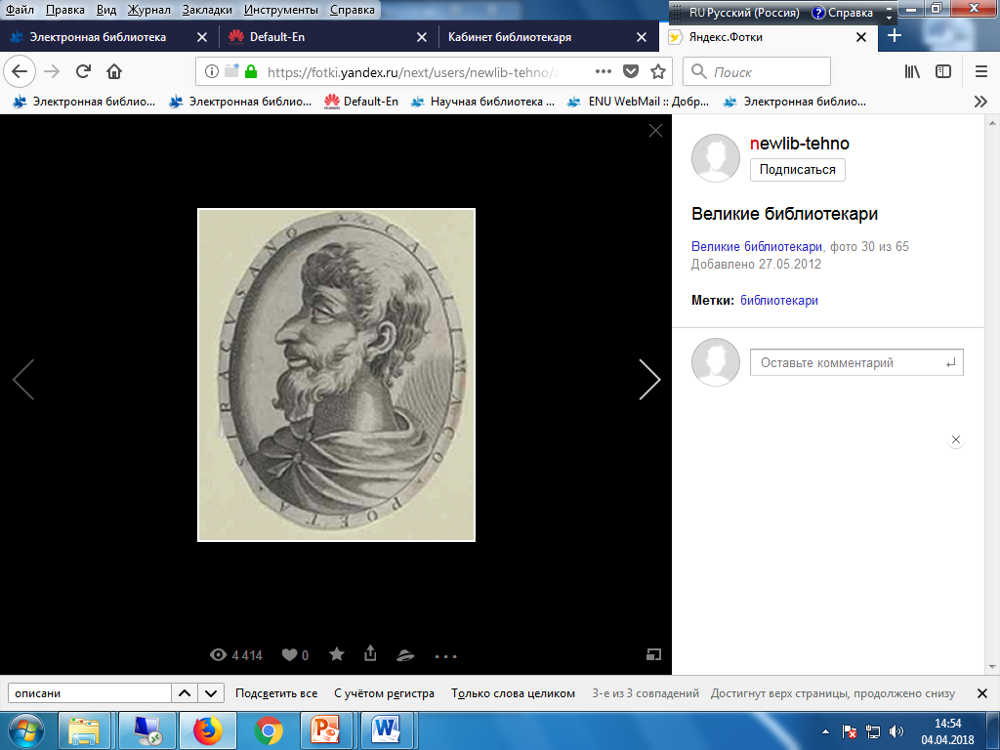 Файл Правка Вид Журнал Закладки Инструменты Справка
RU Русский (Россия) ? Справка
Электронная библиотека
Default-En
Кабинет библиотекаря
Яндекс.Фотки
https://fotki.yandex.ru/next/users/newlib-tehno/a
Поиск
Электронная библио...
Электронная библио...
Default-En
Научная библиотека ...
ENU WebMail :: Добр...
Электронная библио...
newlib-tehno
Подписаться
Великие библиотекари
Великие библиотекари, фото 30 из 65
Добавлено 27.05.2012
Метки: библиотекари
Оставьте комментарий
CALLIMACO POETA SIRACUSANO
4 414
0
описани
Подсветить все
С учётом регистра
Только слова целиком
3-е из 3 совпадений
Достигнут верх страницы, продолжено снизу
14:54
04.04.2018